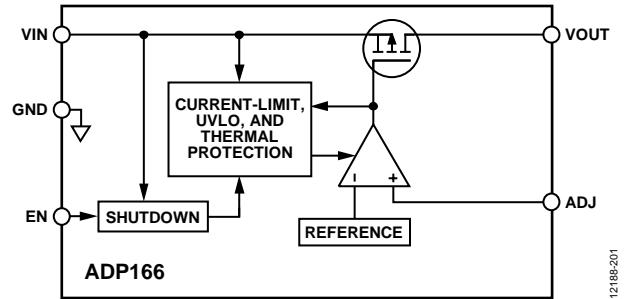 VIN
VOUT
GND
CURRENT-LIMIT,
UVLO, AND
THERMAL
PROTECTION
EN
SHUTDOWN
REFERENCE
ADJ
ADP166
12188-201